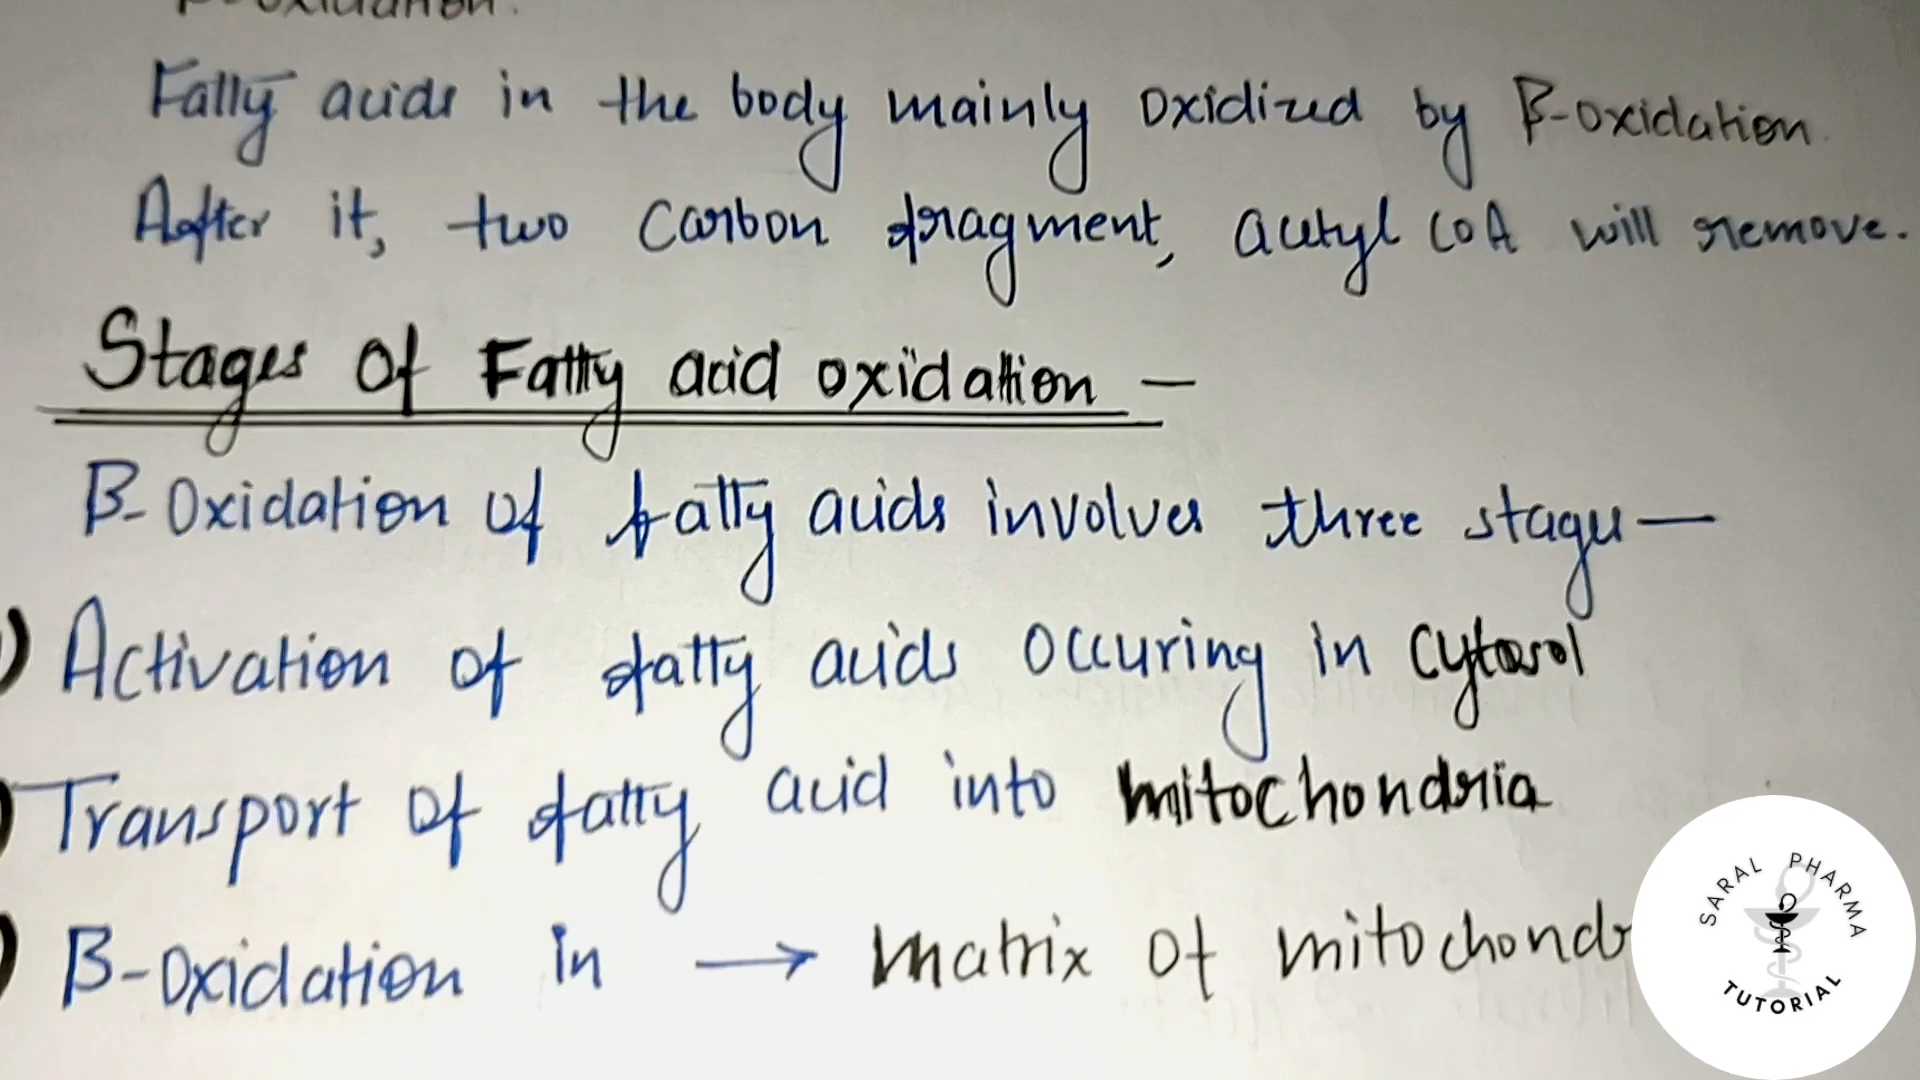 β-oxidation.
Fatty acids in the body mainly oxidized by β-oxidation.
After it, two carbon fragment, acetyl CoA will remove.
Stages of Fatty acid oxidation —
β-Oxidation of fatty acids involves three stages —
) Activation of fatty acids occuring in cytosol
) Transport of fatty acid into mitochondria
) β-Oxidation in → matrix of mitochondr
SARAL PHARMA
TUTORIAL